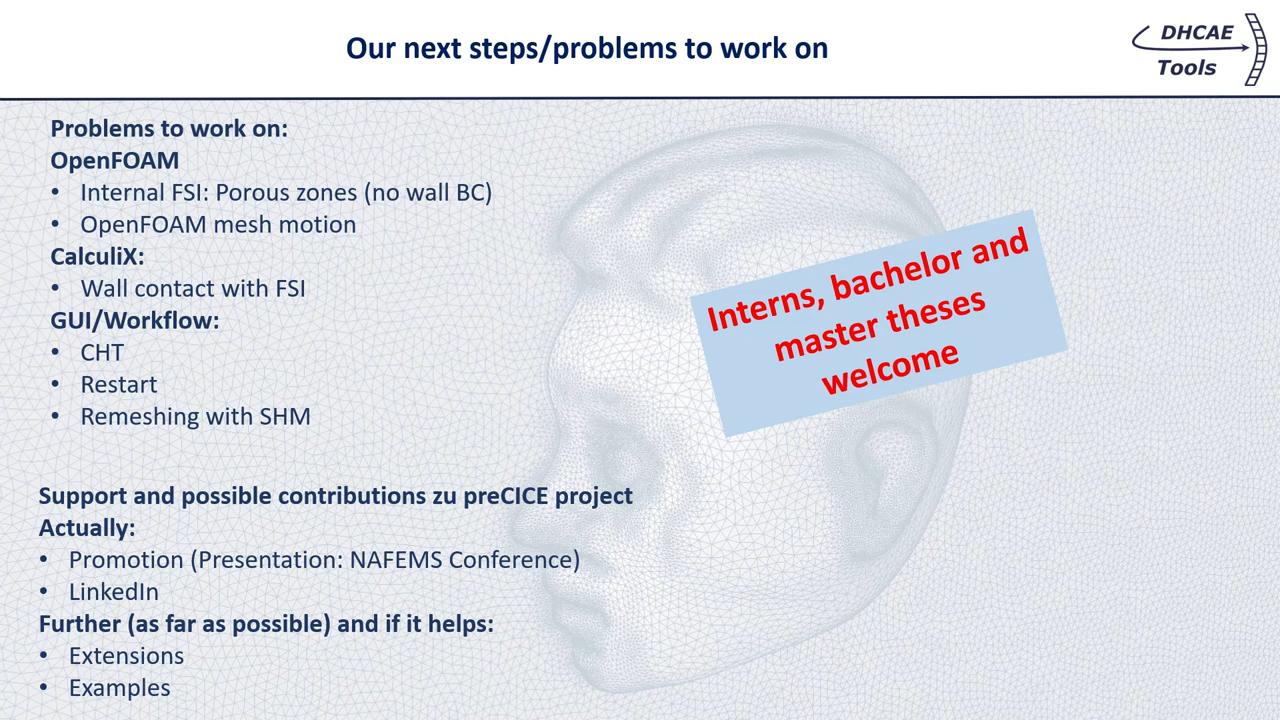 Our next steps/problems to work on
DHCAE
Tools
Problems to work on:
OpenFOAM
• Internal FSI: Porous zones (no wall BC)
• OpenFOAM mesh motion
CalculiX:
• Wall contact with FSI
GUI/Workflow:
• CHT
• Restart
• Remeshing with SHM
Interns, bachelor and
master theses
welcome
Support and possible contributions zu preCICE project
Actually:
• Promotion (Presentation: NAFEMS Conference)
• LinkedIn
Further (as far as possible) and if it helps:
• Extensions
• Examples